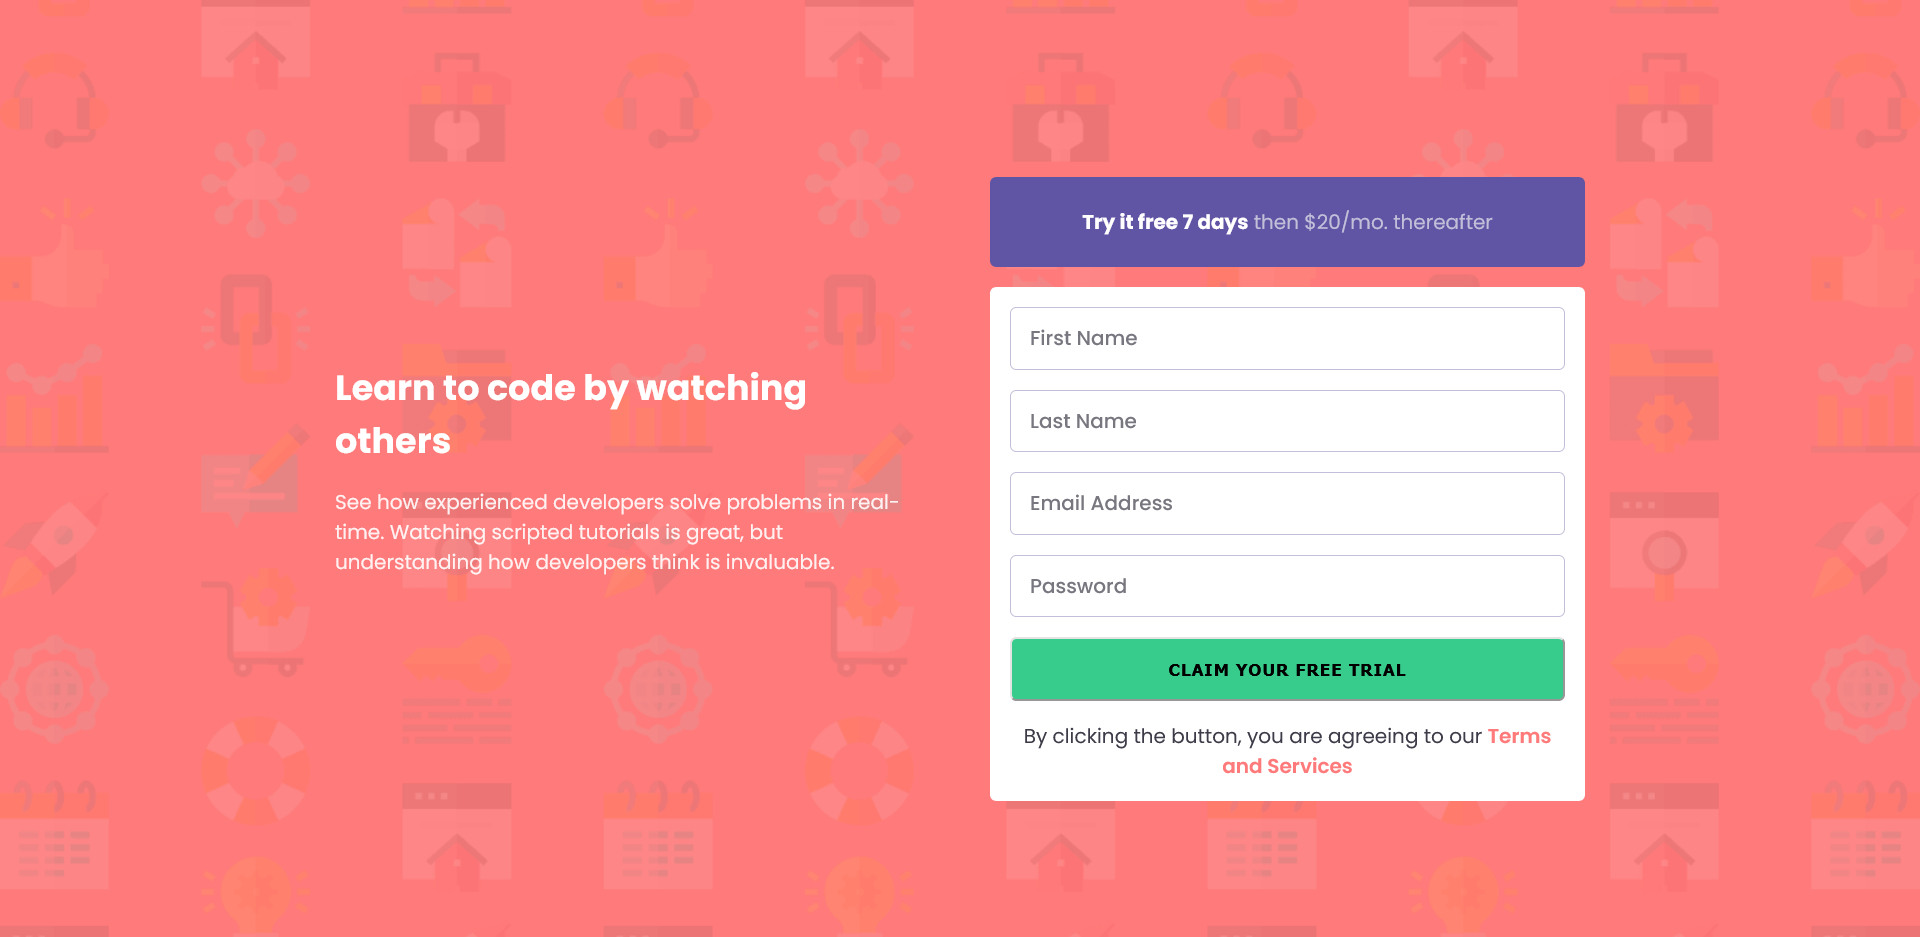 Learn to code by watching
others
See how experienced developers solve problems in real-
time. Watching scripted tutorials is great, but
understanding how developers think is invaluable.
Try it free 7 days then $20/mo. thereafter
First Name
Last Name
Email Address
Password
CLAIM YOUR FREE TRIAL
By clicking the button, you are agreeing to our Terms
and Services